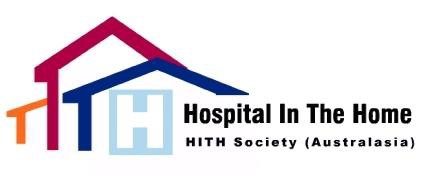 H
Hospital In The Home
HITH Society (Australasia)